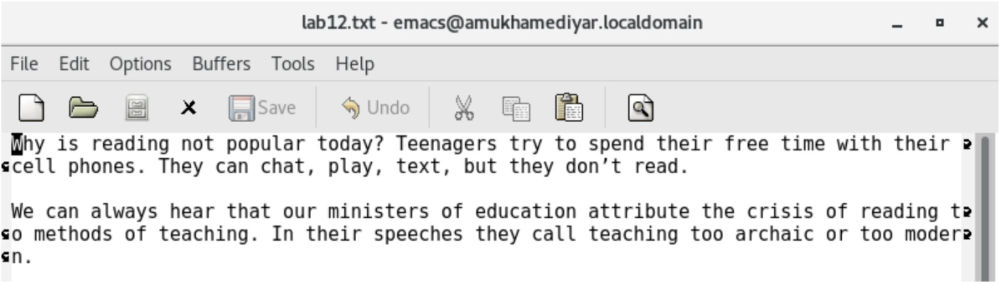 lab12.txt - emacs@amukhamediyar.localdomain
File Edit Options Buffers Tools Help
Save Undo
Why is reading not popular today? Teenagers try to spend their free time with their
cell phones. They can chat, play, text, but they don’t read.
We can always hear that our ministers of education attribute the crisis of reading t
o methods of teaching. In their speeches they call teaching too archaic or too moder
n.